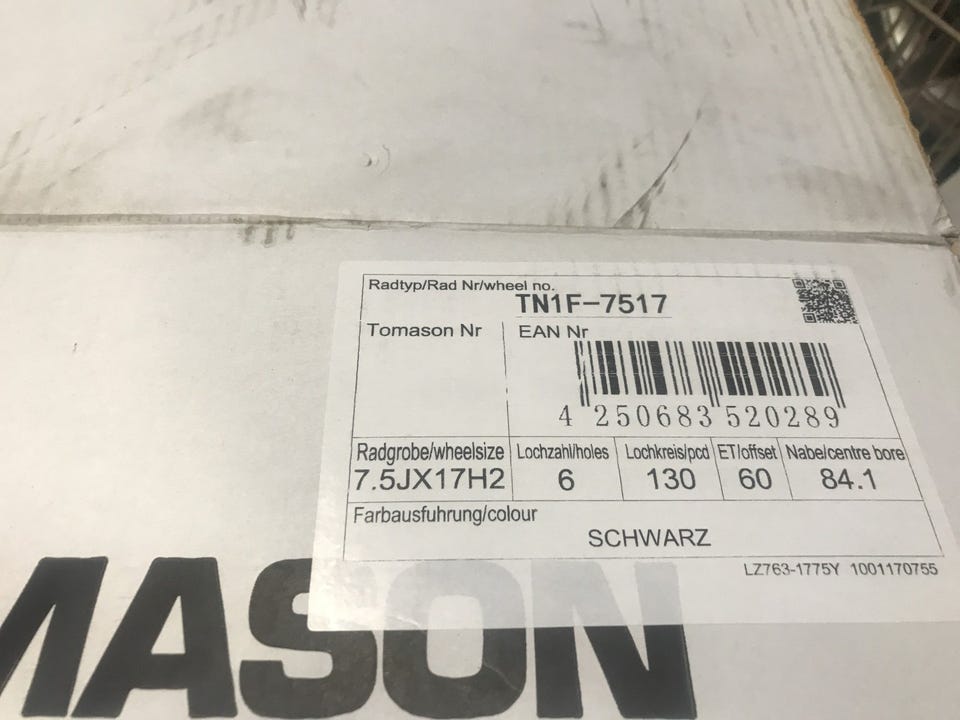 Radtyp/Rad Nr/wheel no.
TN1F-7517
Tomason Nr
EAN Nr
4 250683 520289
Radgrobe/wheelsize Lochzahl/holes Lochkreis/pcd ET/offset Nabe/centre bore
7.5JX17H2 6 130 60 84.1
Farbausfuhrung/colour
SCHWARZ
LZ763-1775Y 1001170755
MASON